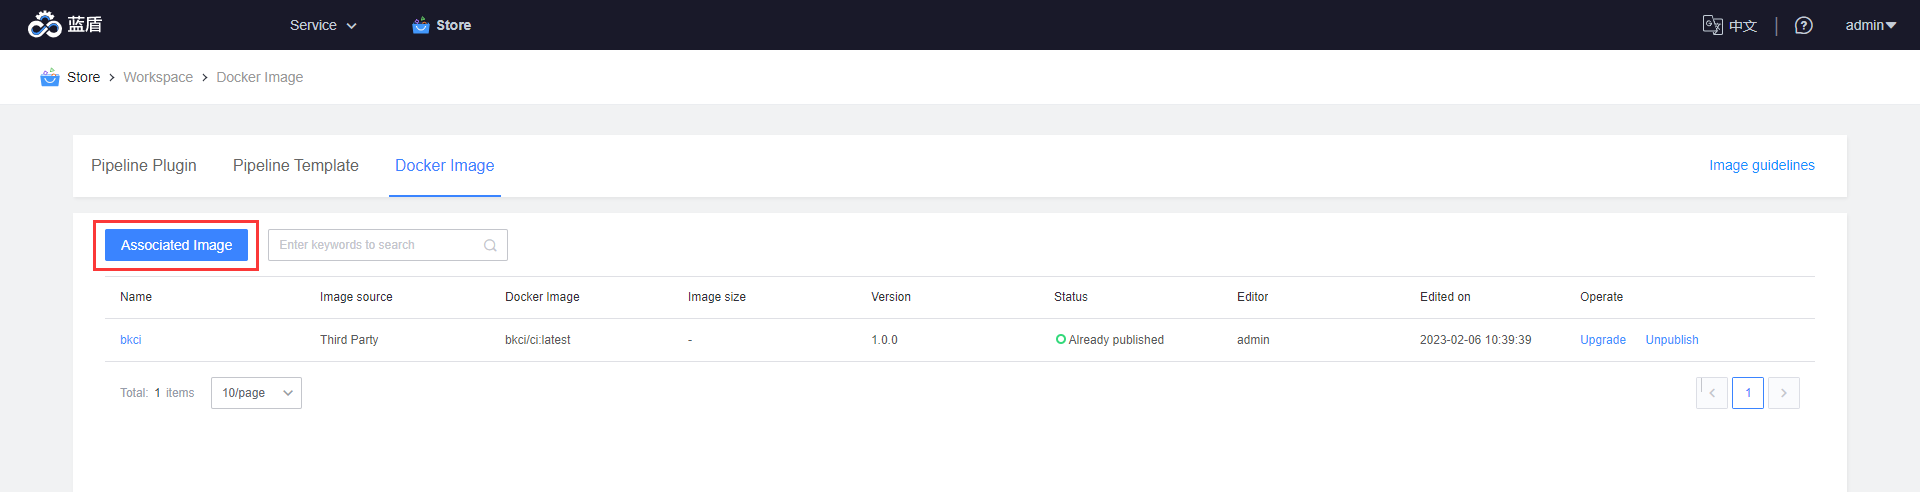 蓝盾 Service Store 中文 admin
Store > Workspace > Docker Image
Pipeline Plugin Pipeline Template Docker Image Image guidelines
Associated Image Enter keywords to search
Name Image source Docker Image Image size Version Status Editor Edited on Operate
bkci Third Party bkci/ci:latest - 1.0.0 Already published admin 2023-02-06 10:39:39 Upgrade Unpublish
Total: 1 items 10/page 1